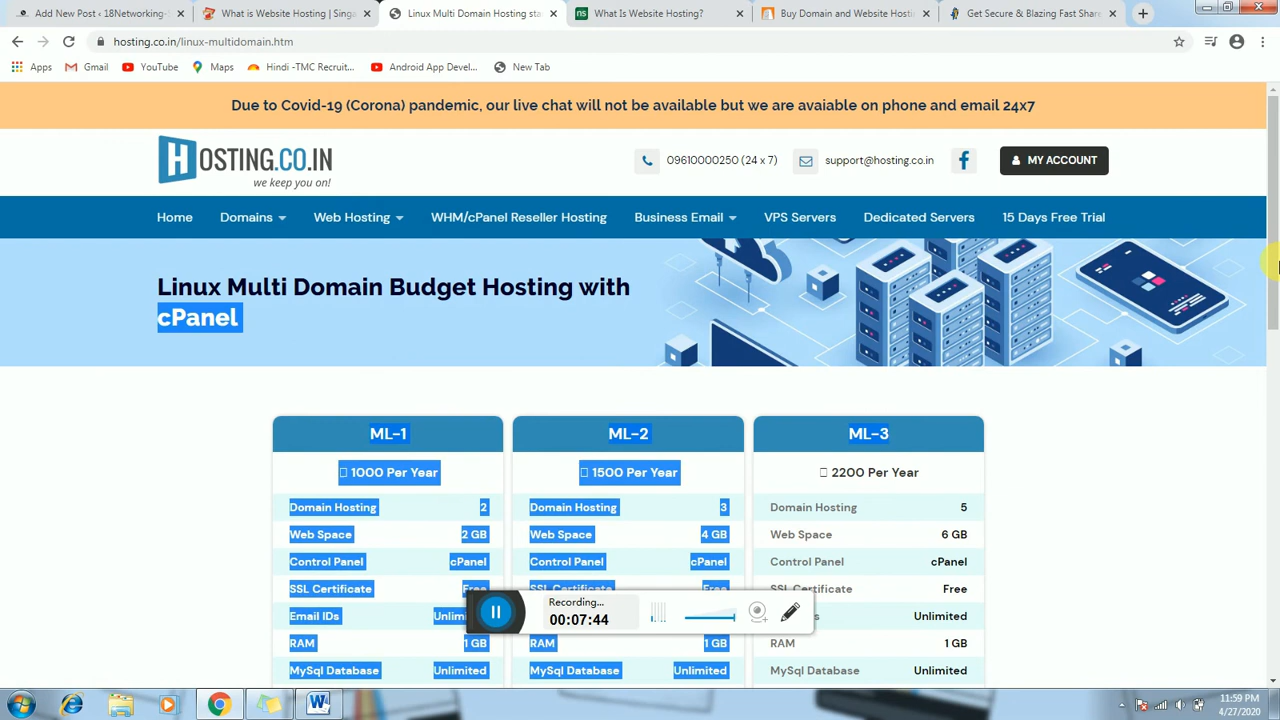 Add New Post ‹ 18Networking-
What is Website Hosting | Singa
Linux Multi Domain Hosting sta
What Is Website Hosting?
Buy Domain and Website Hosti
Get Secure & Blazing Fast Share
hosting.co.in/linux-multidomain.htm
Apps
Gmail
YouTube
Maps
Hindi -TMC Recruit...
Android App Devel...
New Tab
Due to Covid-19 (Corona) pandemic, our live chat will not be available but we are avaiable on phone and email 24x7
HOSTING.CO.IN
we keep you on!
09610000250 (24 x 7)
support@hosting.co.in
MY ACCOUNT
Home
Domains
Web Hosting
WHM/cPanel Reseller Hosting
Business Email
VPS Servers
Dedicated Servers
15 Days Free Trial
Linux Multi Domain Budget Hosting with
cPanel
ML-1
ML-2
ML-3
1000 Per Year
1500 Per Year
2200 Per Year
Domain Hosting 2
Domain Hosting 3
Domain Hosting 5
Web Space 2 GB
Web Space 4 GB
Web Space 6 GB
Control Panel cPanel
Control Panel cPanel
Control Panel cPanel
SSL Certificate Free
SSL Certificate Free
SSL Certificate Free
Email IDs
Unlimited
RAM 1 GB
RAM 1 GB
RAM 1 GB
MySql Database Unlimited
MySql Database Unlimited
MySql Database Unlimited
Recording...
00:07:44
11:59 PM
4/27/2020